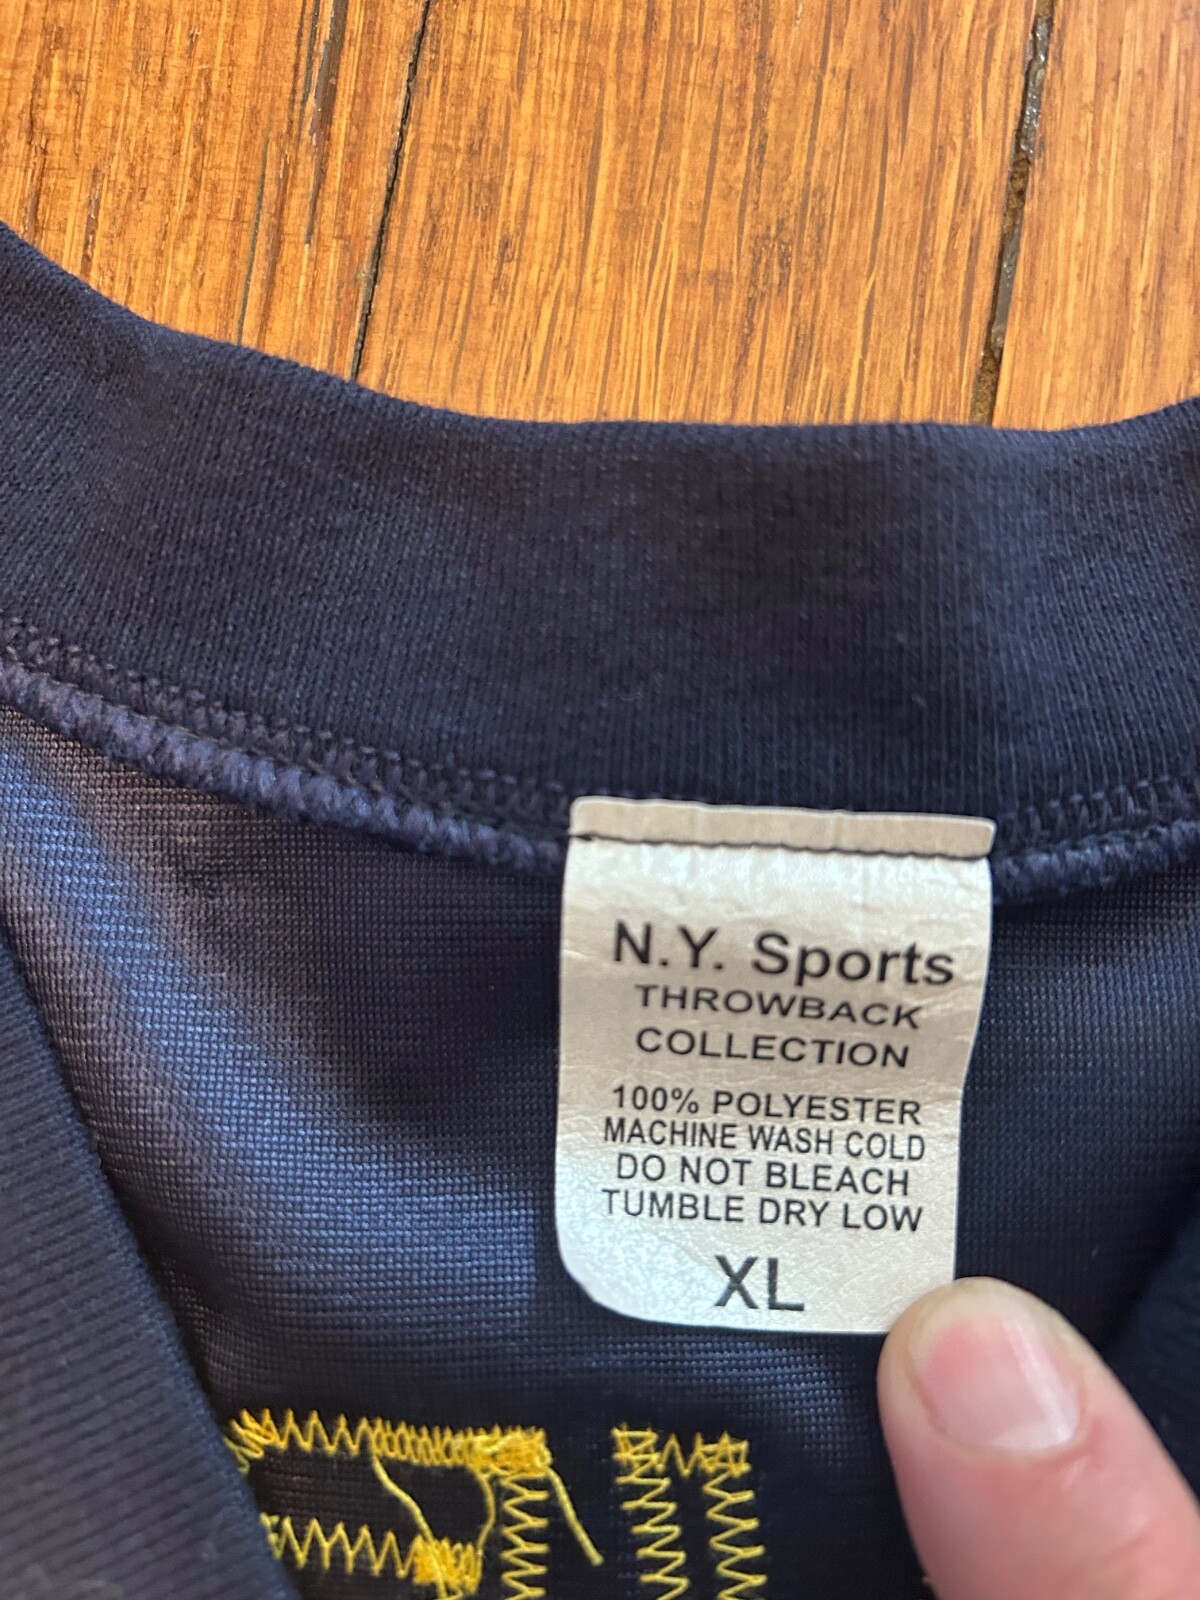 N.Y. Sports
THROWBACK
COLLECTION
100% POLYESTER
MACHINE WASH COLD
DO NOT BLEACH
TUMBLE DRY LOW
XL